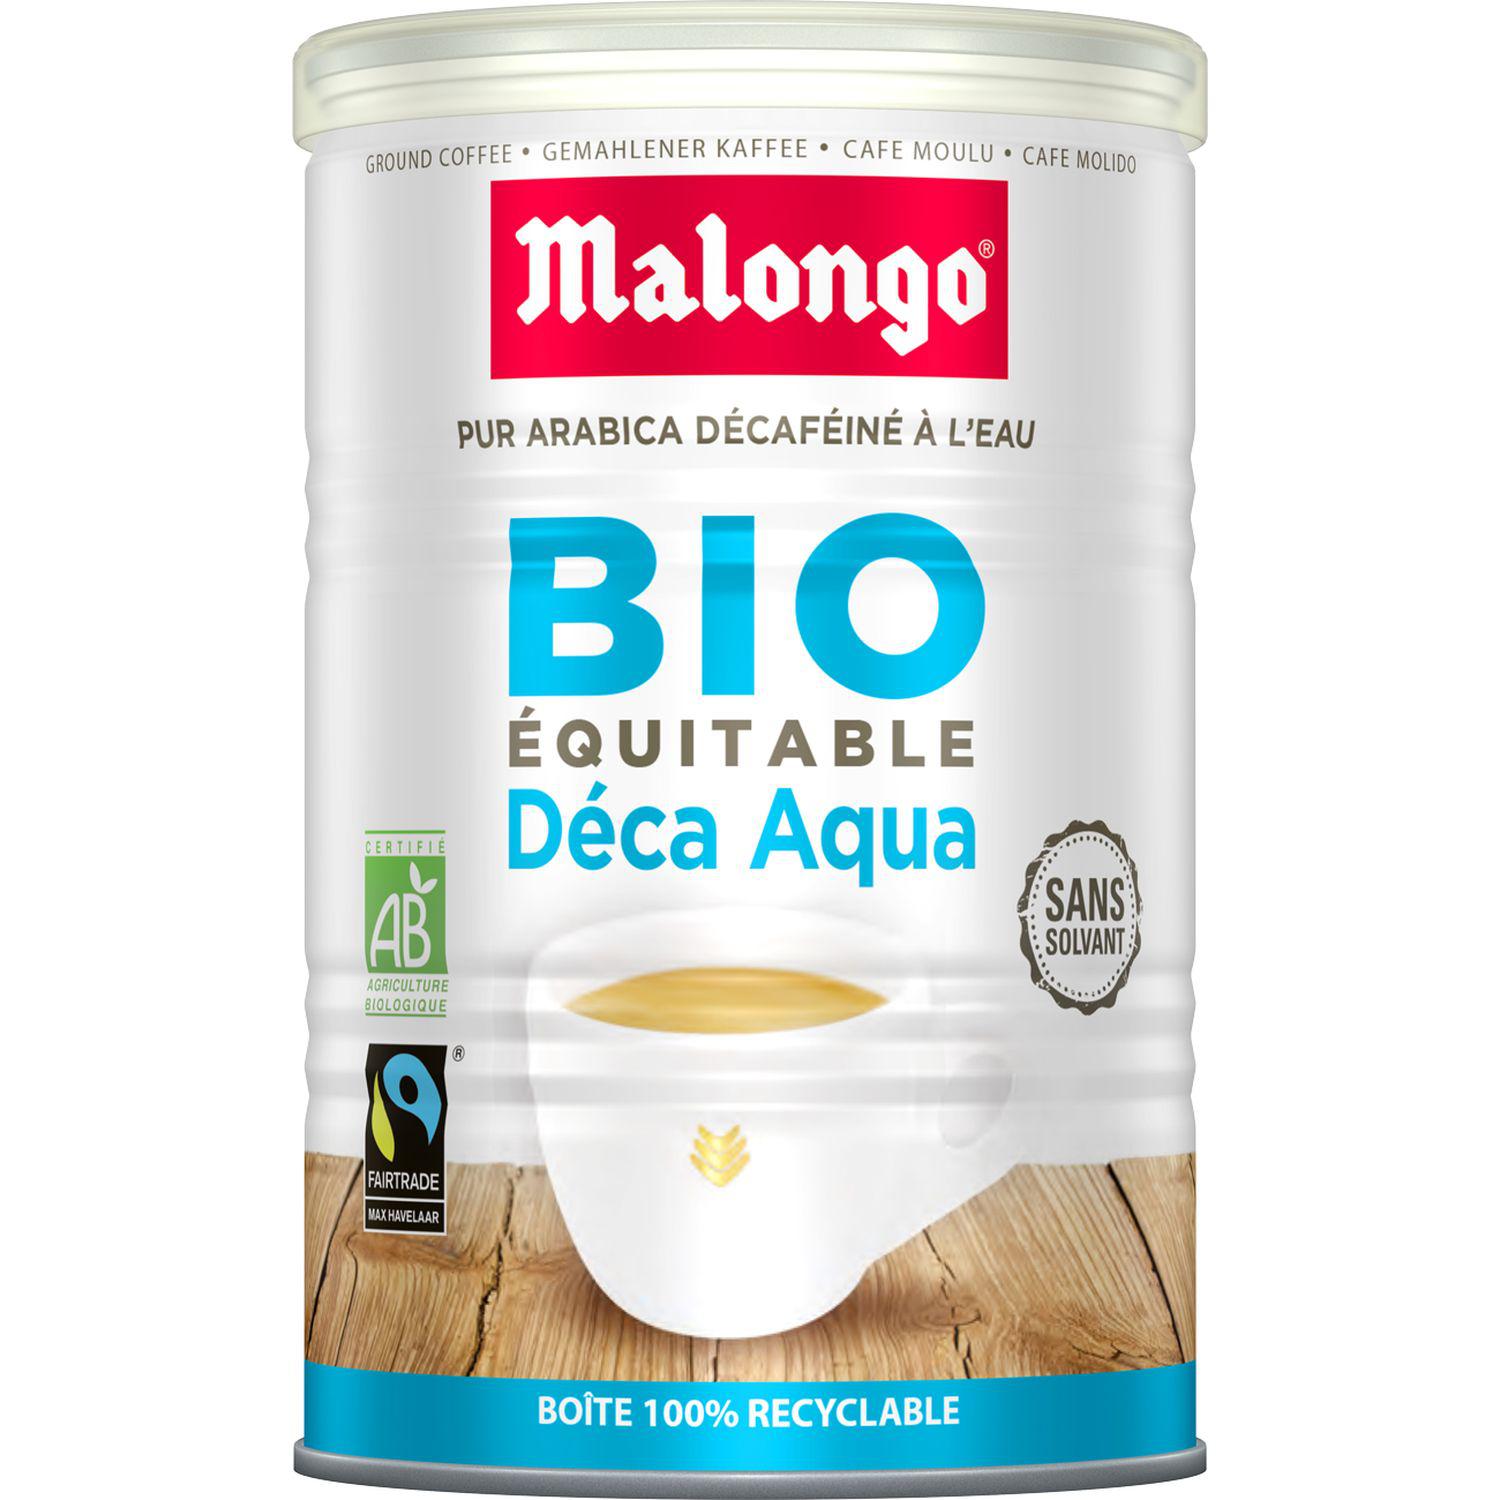 GROUND COFFEE • GEMAHLENER KAFFEE • CAFE MOULU • CAFE MOLIDO
Malongo®
PUR ARABICA DÉCAFÉINÉ À L'EAU
BIO
ÉQUITABLE
Déca Aqua
CERTIFIÉ
AB
AGRICULTURE
BIOLOGIQUE
SANS
SOLVANT
®
FAIRTRADE
MAX HAVELAAR
BOÎTE 100% RECYCLABLE